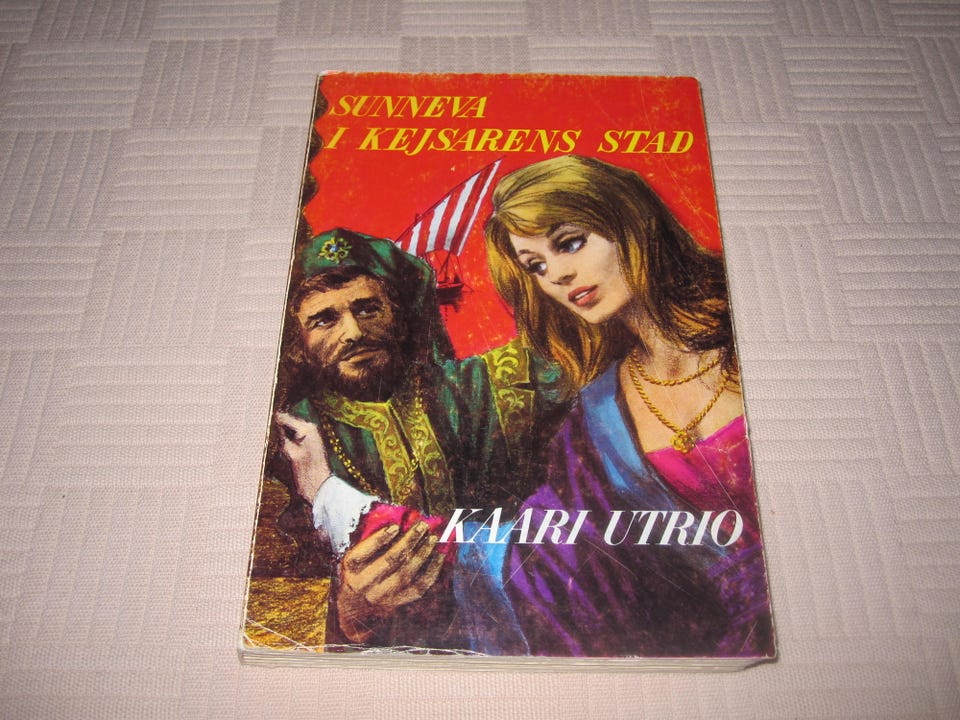 SUNNEVA
I KEJSARENS STAD
KAARI UTRIO